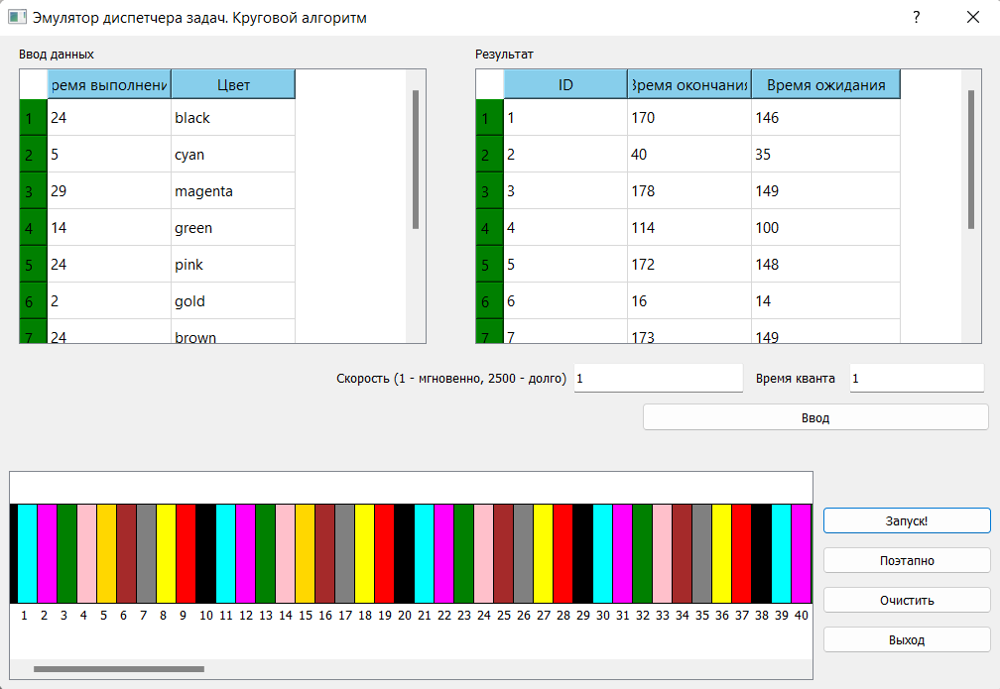 Эмулятор диспетчера задач. Круговой алгоритм
Ввод данных
ремя выполнени Цвет
1 24 black
2 5 cyan
3 29 magenta
4 14 green
5 24 pink
6 2 gold
7 24 brown
Результат
ID Время окончания Время ожидания
1 1 170 146
2 2 40 35
3 3 178 149
4 4 114 100
5 5 172 148
6 6 16 14
7 7 173 149
Скорость (1 - мгновенно, 2500 - долго) 1 Время кванта 1
Ввод
1 2 3 4 5 6 7 8 9 10 11 12 13 14 15 16 17 18 19 20 21 22 23 24 25 26 27 28 29 30 31 32 33 34 35 36 37 38 39 40
Запуск!
Поэтапно
Очистить
Выход